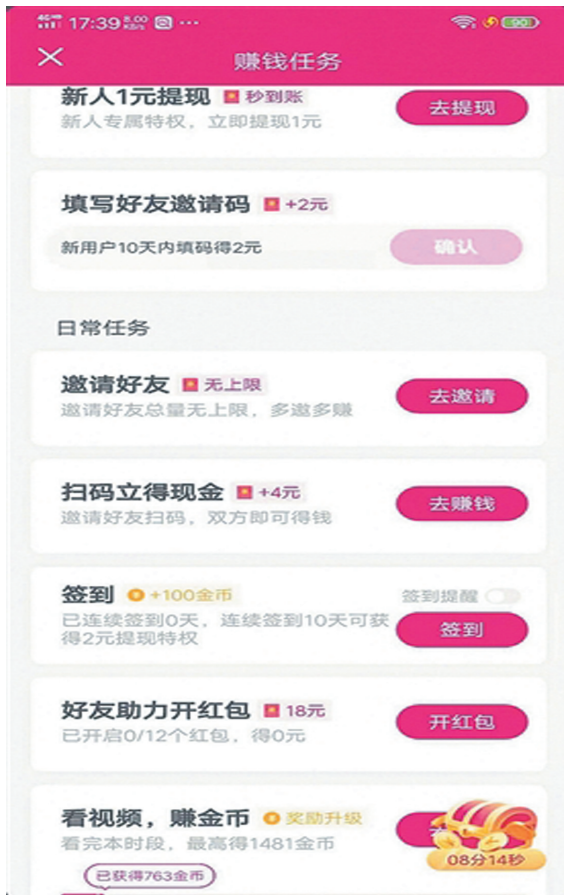 17:39 8.00 KB/s ··· 90
赚钱任务
新人1元提现 秒到账
新人专属特权，立即提现1元
去提现
填写好友邀请码 +2元
新用户10天内填码得2元
确认
日常任务
邀请好友 无上限
邀请好友总量无上限，多邀多赚
去邀请
扫码立得现金 +4元
邀请好友扫码，双方即可得钱
去赚钱
签到 +100金币
签到提醒
已连续签到0天，连续签到10天可获
得2元提现特权
签到
好友助力开红包 18元
已开启0/12个红包，得0元
开红包
看视频，赚金币 奖励升级
看完本时段，最高得1481金币
08分14秒
已获得763金币